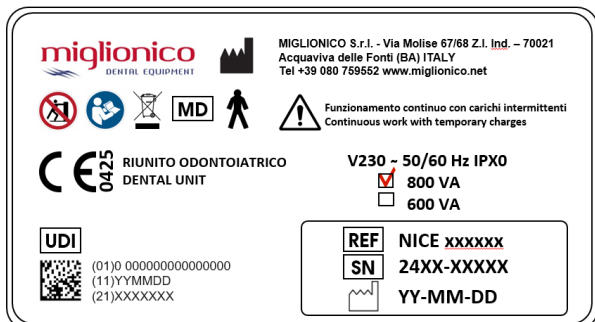 miglionico
DENTAL EQUIPMENT
MIGLIONICO S.r.l. - Via Molise 67/68 Z.I. Ind. – 70021
Acquaviva delle Fonti (BA) ITALY
Tel +39 080 759552 www.miglionico.net
MD
Funzionamento continuo con carichi intermittenti
Continuous work with temporary charges
CE 0425
RIUNITO ODONTOIATRICO
DENTAL UNIT
V230 ~ 50/60 Hz IPX0
800 VA
600 VA
UDI
(01)0 000000000000000
(11)YYMMDD
(21)XXXXXXX
REF NICE xxxxxx
SN 24XX-XXXXX
YY-MM-DD